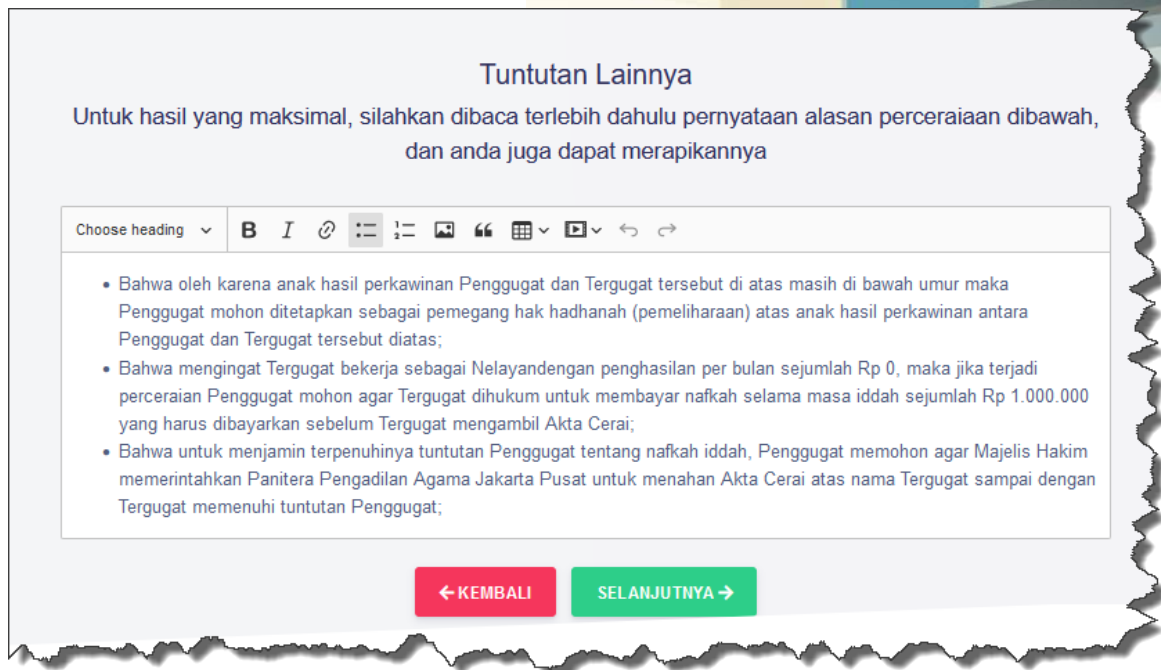 Tuntutan Lainnya
Untuk hasil yang maksimal, silahkan dibaca terlebih dahulu pernyataan alasan perceraiaan dibawah,
dan anda juga dapat merapikannya
Choose heading
• Bahwa oleh karena anak hasil perkawinan Penggugat dan Tergugat tersebut di atas masih di bawah umur maka
Penggugat mohon ditetapkan sebagai pemegang hak hadhanah (pemeliharaan) atas anak hasil perkawinan antara
Penggugat dan Tergugat tersebut diatas;
• Bahwa mengingat Tergugat bekerja sebagai Nelayandengan penghasilan per bulan sejumlah Rp 0, maka jika terjadi
perceraian Penggugat mohon agar Tergugat dihukum untuk membayar nafkah selama masa iddah sejumlah Rp 1.000.000
yang harus dibayarkan sebelum Tergugat mengambil Akta Cerai;
• Bahwa untuk menjamin terpenuhinya tuntutan Penggugat tentang nafkah iddah, Penggugat memohon agar Majelis Hakim
memerintahkan Panitera Pengadilan Agama Jakarta Pusat untuk menahan Akta Cerai atas nama Tergugat sampai dengan
Tergugat memenuhi tuntutan Penggugat;
← KEMBALI
SELANJUTNYA →